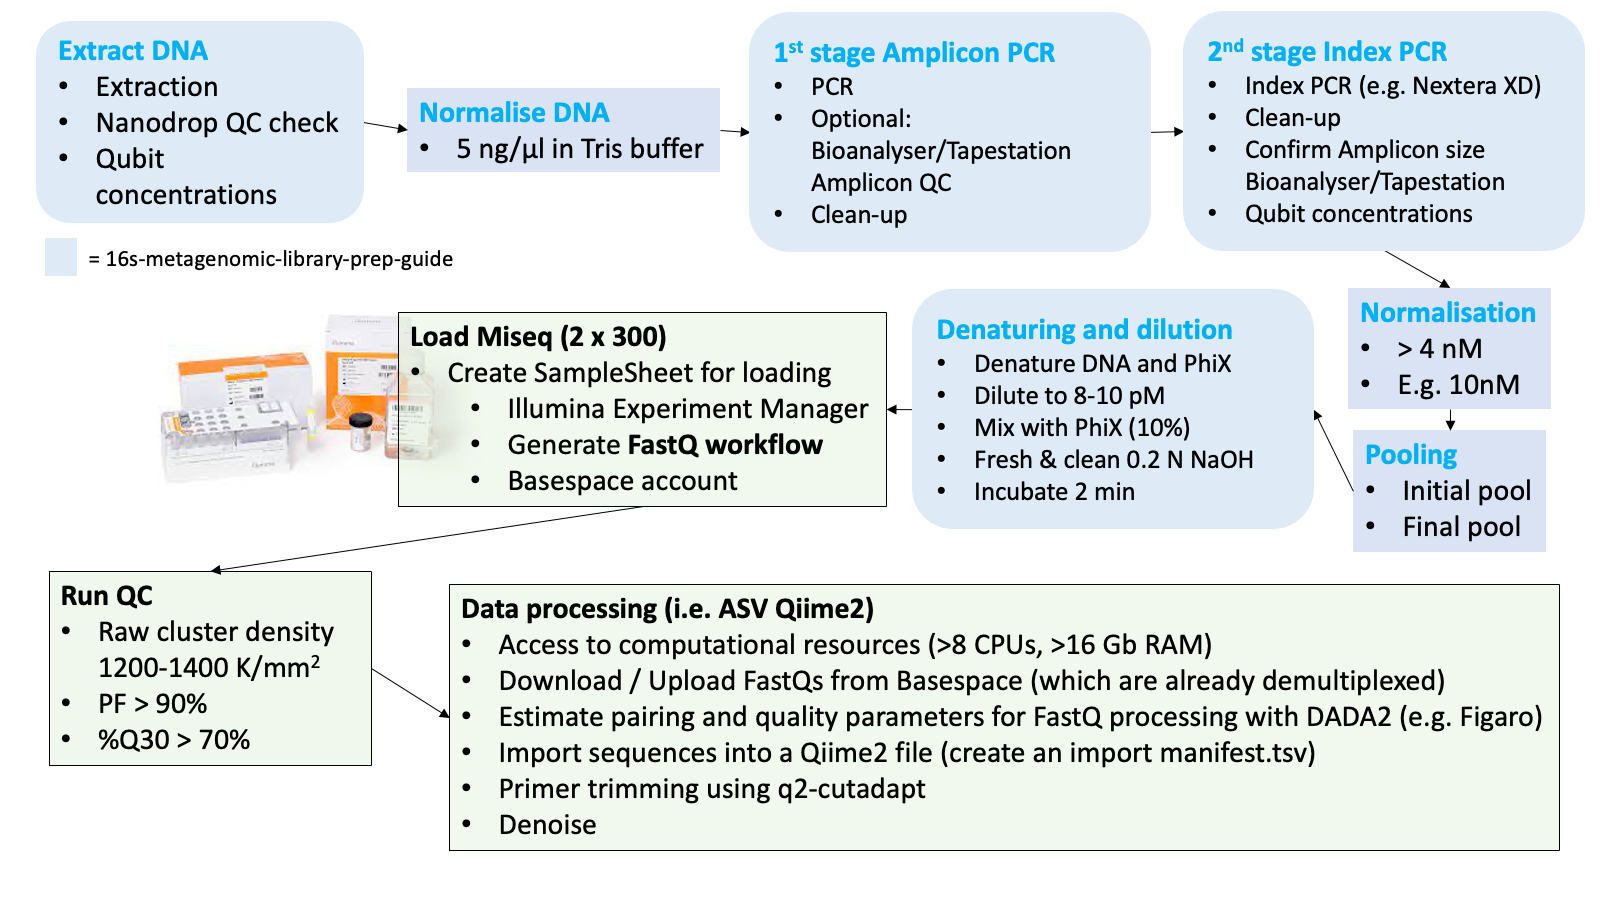 Extract DNA
• Extraction
• Nanodrop QC check
• Qubit
concentrations
Normalise DNA
• 5 ng/µl in Tris buffer
1st stage Amplicon PCR
• PCR
• Optional:
Bioanalyser/Tapestation
Amplicon QC
• Clean-up
2nd stage Index PCR
• Index PCR (e.g. Nextera XD)
• Clean-up
• Confirm Amplicon size
Bioanalyser/Tapestation
• Qubit concentrations
= 16s-metagenomic-library-prep-guide
Normalisation
• > 4 nM
• E.g. 10nM
Pooling
• Initial pool
• Final pool
Denaturing and dilution
• Denature DNA and PhiX
• Dilute to 8-10 pM
• Mix with PhiX (10%)
• Fresh & clean 0.2 N NaOH
• Incubate 2 min
Load Miseq (2 x 300)
• Create SampleSheet for loading
• Illumina Experiment Manager
• Generate FastQ workflow
• Basespace account
Run QC
• Raw cluster density
1200-1400 K/mm2
• PF > 90%
• %Q30 > 70%
Data processing (i.e. ASV Qiime2)
• Access to computational resources (>8 CPUs, >16 Gb RAM)
• Download / Upload FastQs from Basespace (which are already demultiplexed)
• Estimate pairing and quality parameters for FastQ processing with DADA2 (e.g. Figaro)
• Import sequences into a Qiime2 file (create an import manifest.tsv)
• Primer trimming using q2-cutadapt
• Denoise